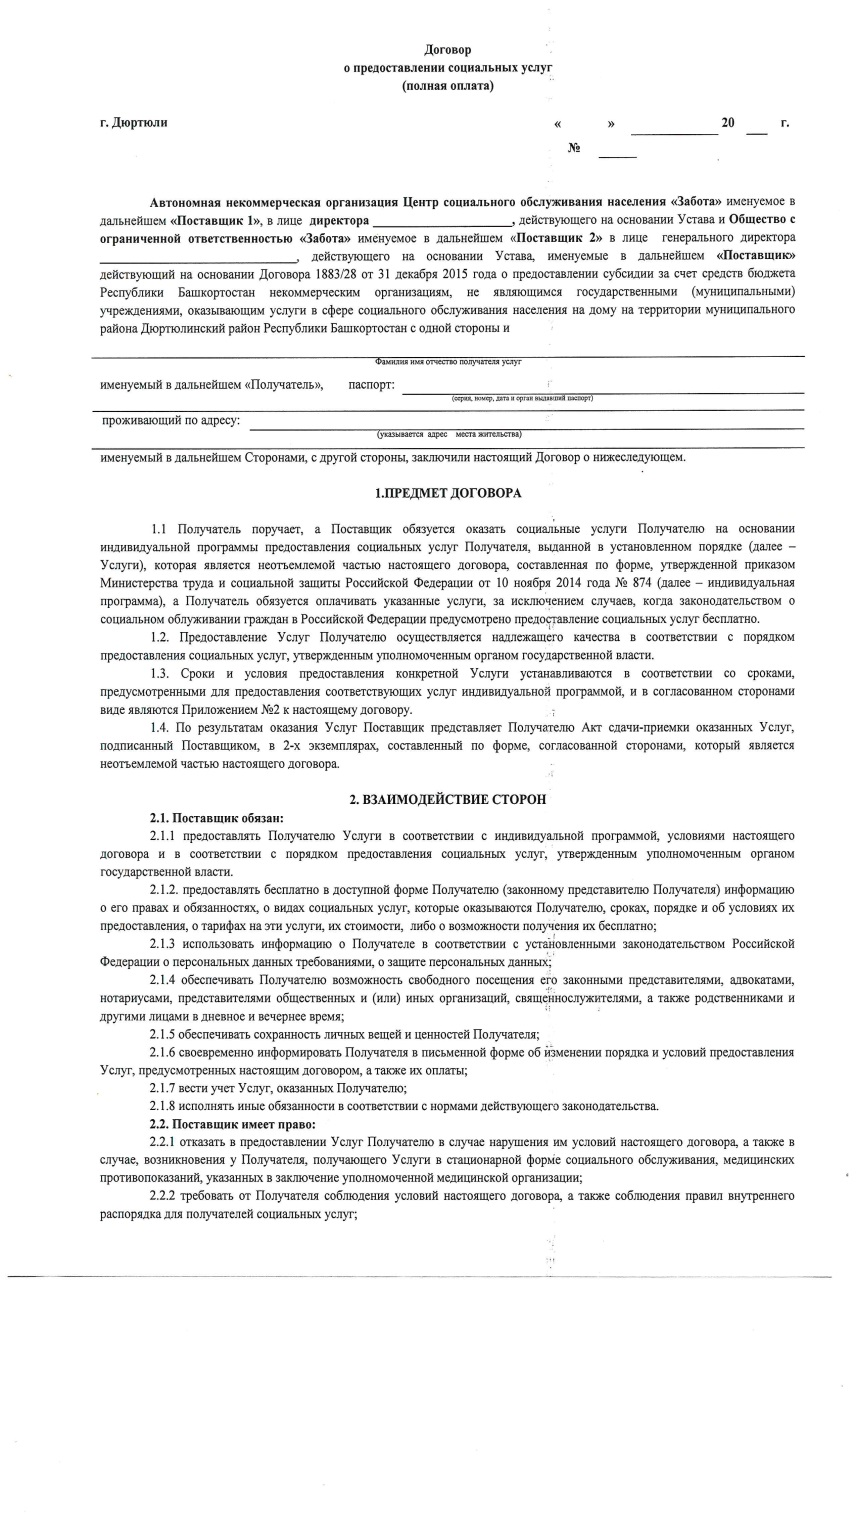 Договор
о предоставлении социальных услуг
(полная оплата)
г. Дюртюли « » ____________ 20 ___ г.
№ _____
Автономная некоммерческая организация Центр социального обслуживания населения «Забота» именуемое в
дальнейшем «Поставщик 1», в лице директора ______________________, действующего на основании Устава и Общество с
ограниченной ответственностью «Забота» именуемое в дальнейшем «Поставщик 2» в лице генерального директора
______________________________, действующего на основании Устава, именуемые в дальнейшем «Поставщик»
действующий на основании Договора 1883/28 от 31 декабря 2015 года о предоставлении субсидии за счет средств бюджета
Республики Башкортостан некоммерческим организациям, не являющимся государственными (муниципальными)
учреждениями, оказывающим услуги в сфере социального обслуживания населения на дому на территории муниципального
района Дюртюлинский район Республики Башкортостан с одной стороны и
Фамилия имя отчество получателя услуг
именуемый в дальнейшем «Получатель», паспорт:
(серия, номер, дата и орган выдавший паспорт)
проживающий по адресу:
(указывается адрес места жительства)
именуемый в дальнейшем Сторонами, с другой стороны, заключили настоящий Договор о нижеследующем.
1.ПРЕДМЕТ ДОГОВОРА
1.1 Получатель поручает, а Поставщик обязуется оказать социальные услуги Получателю на основании
индивидуальной программы предоставления социальных услуг Получателя, выданной в установленном порядке (далее –
Услуги), которая является неотъемлемой частью настоящего договора, составленная по форме, утвержденной приказом
Министерства труда и социальной защиты Российской Федерации от 10 ноября 2014 года № 874 (далее – индивидуальная
программа), а Получатель обязуется оплачивать указанные услуги, за исключением случаев, когда законодательством о
социальном облуживании граждан в Российской Федерации предусмотрено предоставление социальных услуг бесплатно.
1.2. Предоставление Услуг Получателю осуществляется надлежащего качества в соответствии с порядком
предоставления социальных услуг, утвержденным уполномоченным органом государственной власти.
1.3. Сроки и условия предоставления конкретной Услуги устанавливаются в соответствии со сроками,
предусмотренными для предоставления соответствующих услуг индивидуальной программой, и в согласованном сторонами
виде являются Приложением №2 к настоящему договору.
1.4. По результатам оказания Услуг Поставщик представляет Получателю Акт сдачи-приемки оказанных Услуг,
подписанный Поставщиком, в 2-х экземплярах, составленный по форме, согласованной сторонами, который является
неотъемлемой частью настоящего договора.
2. ВЗАИМОДЕЙСТВИЕ СТОРОН
2.1. Поставщик обязан:
2.1.1 предоставлять Получателю Услуги в соответствии с индивидуальной программой, условиями настоящего
договора и в соответствии с порядком предоставления социальных услуг, утвержденным уполномоченным органом
государственной власти.
2.1.2. предоставлять бесплатно в доступной форме Получателю (законному представителю Получателя) информацию
о его правах и обязанностях, о видах социальных услуг, которые оказываются Получателю, сроках, порядке и об условиях их
предоставления, о тарифах на эти услуги, их стоимости, либо о возможности получения их бесплатно;
2.1.3 использовать информацию о Получателе в соответствии с установленными законодательством Российской
Федерации о персональных данных требованиями, о защите персональных данных;
2.1.4 обеспечивать Получателю возможность свободного посещения его законными представителями, адвокатами,
нотариусами, представителями общественных и (или) иных организаций, священнослужителями, а также родственниками и
другими лицами в дневное и вечернее время;
2.1.5 обеспечивать сохранность личных вещей и ценностей Получателя;
2.1.6 своевременно информировать Получателя в письменной форме об изменении порядка и условий предоставления
Услуг, предусмотренных настоящим договором, а также их оплаты;
2.1.7 вести учет Услуг, оказанных Получателю;
2.1.8 исполнять иные обязанности в соответствии с нормами действующего законодательства.
2.2. Поставщик имеет право:
2.2.1 отказать в предоставлении Услуг Получателю в случае нарушения им условий настоящего договора, а также в
случае, возникновения у Получателя, получающего Услуги в стационарной форме социального обслуживания, медицинских
противопоказаний, указанных в заключение уполномоченной медицинской организации;
2.2.2 требовать от Получателя соблюдения условий настоящего договора, а также соблюдения правил внутреннего
распорядка для получателей социальных услуг;